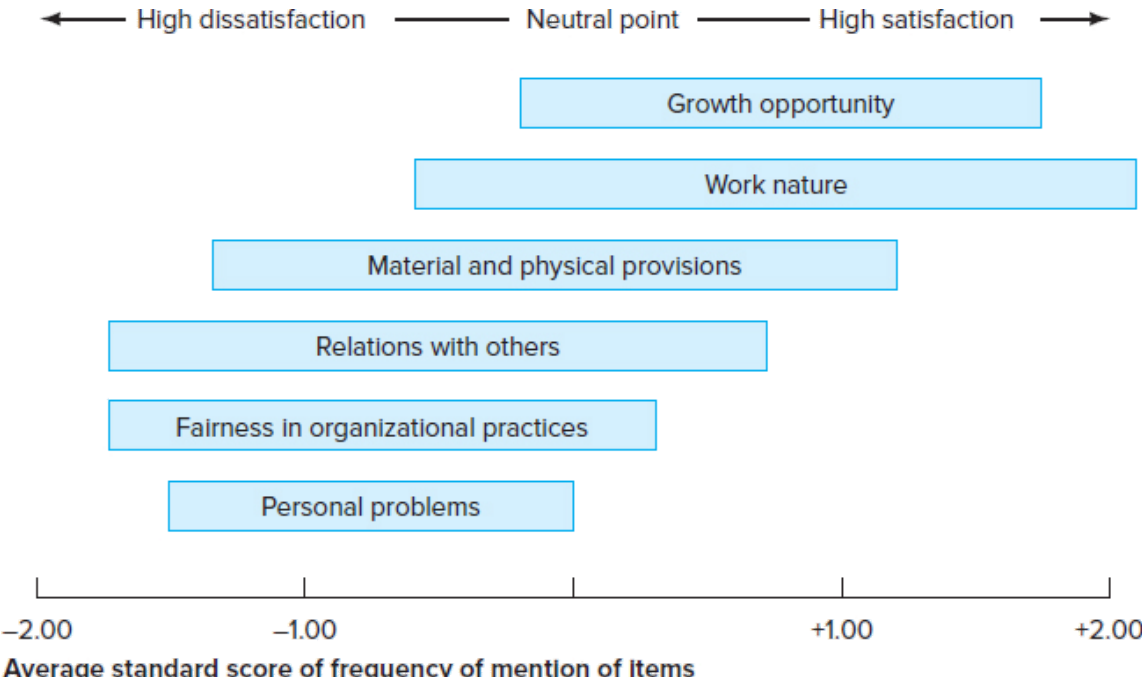 High dissatisfaction Neutral point High satisfaction
Growth opportunity
Work nature
Material and physical provisions
Relations with others
Fairness in organizational practices
Personal problems
–2.00 –1.00 +1.00 +2.00
Average standard score of frequency of mention of items